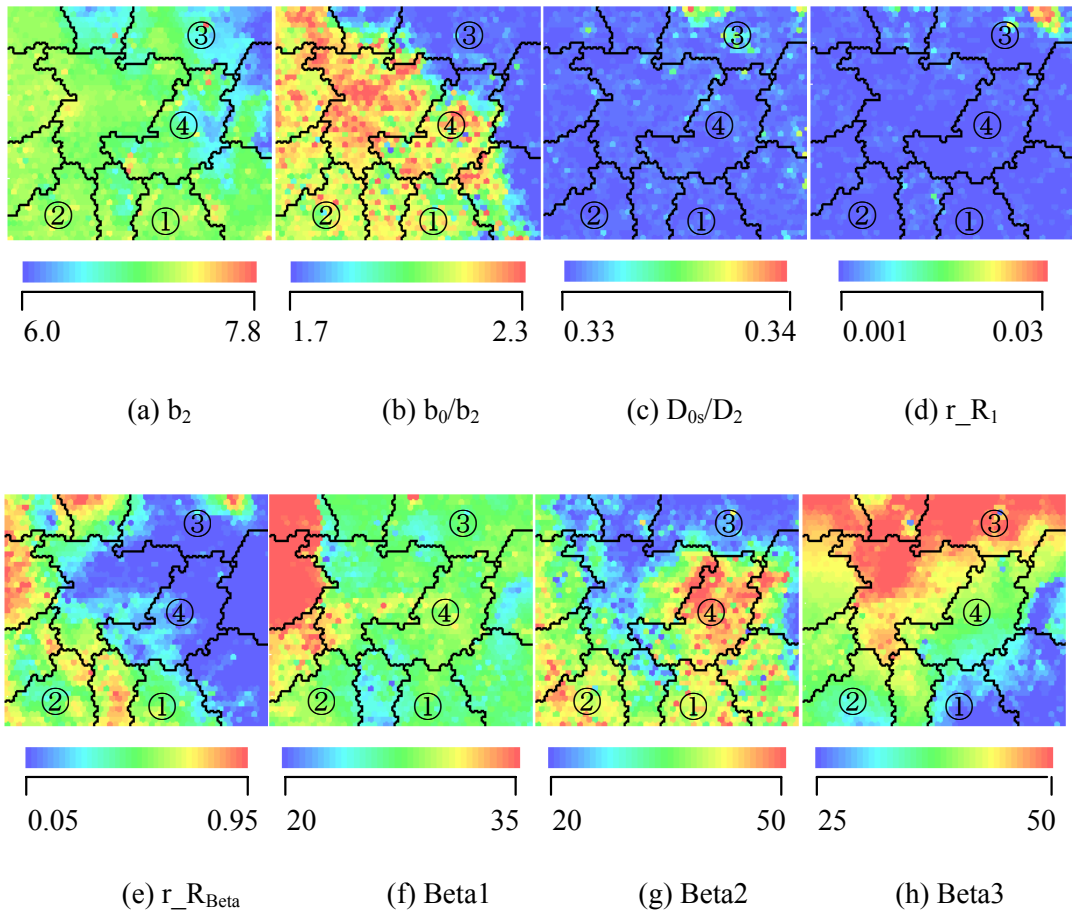 ③ ③ ③ ③
④ ④ ④ ④
② ① ② ① ② ① ② ①
6.0 7.8 1.7 2.3 0.33 0.34 0.001 0.03
(a) b₂ (b) b₀/b₂ (c) D₀ₛ/D₂ (d) r_R₁
③ ③ ③ ③
④ ④ ④ ④
② ① ② ① ② ① ② ①
0.05 0.95 20 35 20 50 25 50
(e) r_R_Beta (f) Beta1 (g) Beta2 (h) Beta3